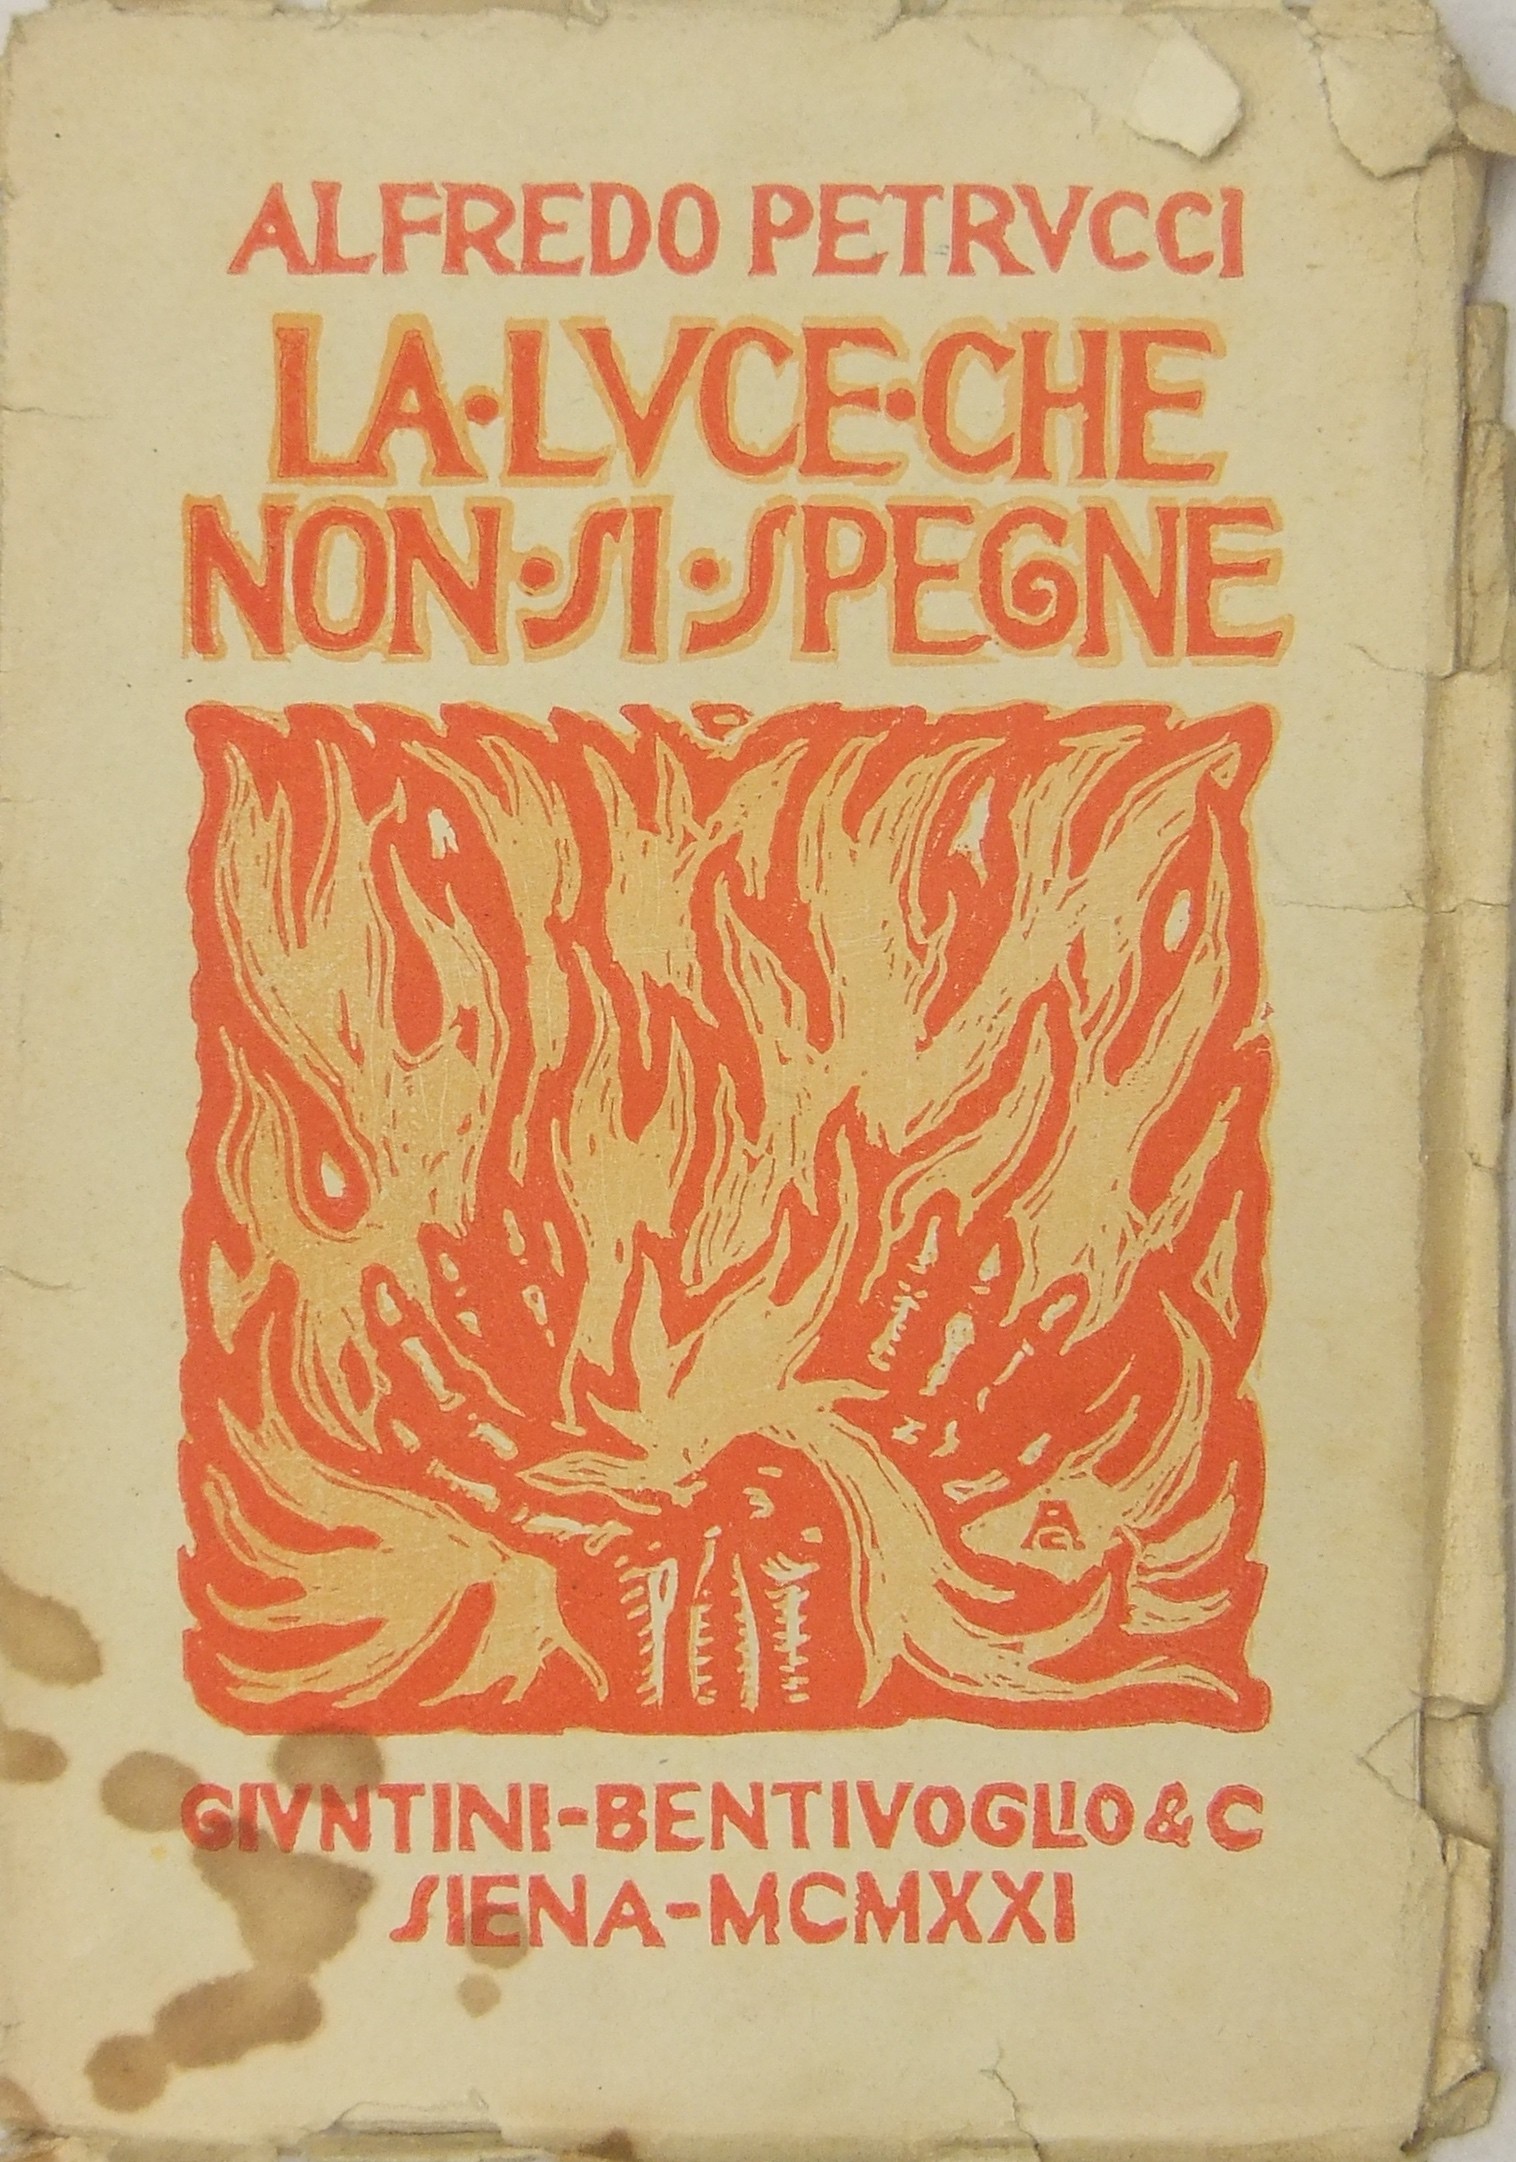 ALFREDO PETRVCCI
LA·LVCE·CHE
NON·SI·SPEGNE
GIVNTINI-BENTIVOGLIO & C
SIENA-MCMXXI